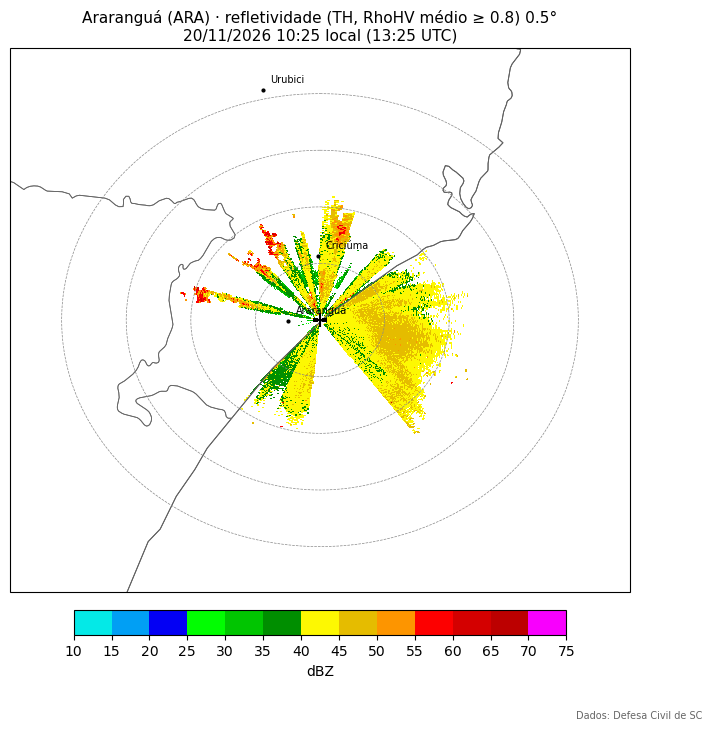 Araranguá (ARA) · refletividade (TH, RhoHV médio ≥ 0.8) 0.5°
20/11/2026 10:25 local (13:25 UTC)
Urubici
Criciúma
Araranguá
10 15 20 25 30 35 40 45 50 55 60 65 70 75
dBZ
Dados: Defesa Civil de SC